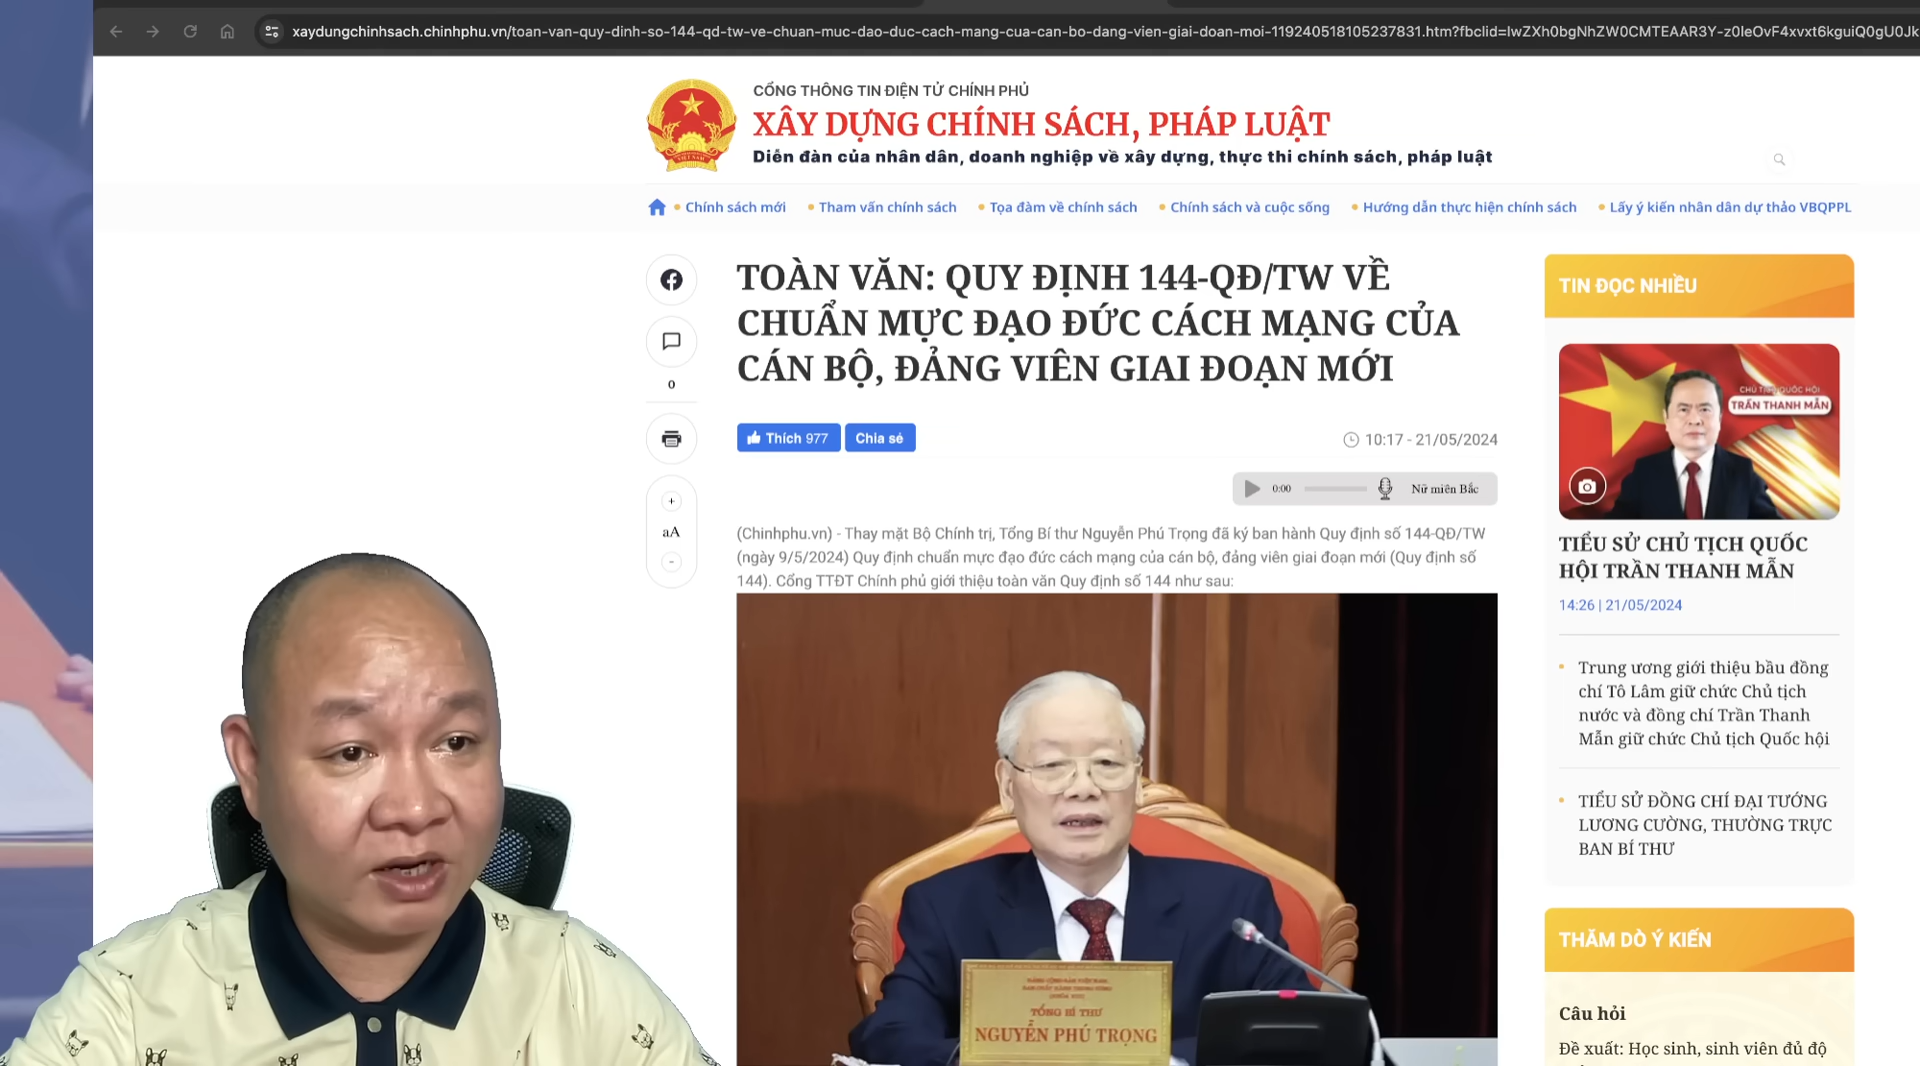 xaydungchinhsach.chinhphu.vn/toan-van-quy-dinh-so-144-qd-tw-ve-chuan-muc-dao-duc-cach-mang-cua-can-bo-dang-vien-giai-doan-moi-119240518105237831.htm?fbclid=IwZXh0bgNhZW0CMTEAAR3Y-z0leOvF4xvxt6kguiQ0gU0Jk
CỔNG THÔNG TIN ĐIỆN TỬ CHÍNH PHỦ
XÂY DỰNG CHÍNH SÁCH, PHÁP LUẬT
Diễn đàn của nhân dân, doanh nghiệp về xây dựng, thực thi chính sách, pháp luật
Chính sách mới
Tham vấn chính sách
Tọa đàm về chính sách
Chính sách và cuộc sống
Hướng dẫn thực hiện chính sách
Lấy ý kiến nhân dân dự thảo VBQPPL
TOÀN VĂN: QUY ĐỊNH 144-QĐ/TW VỀ
CHUẨN MỰC ĐẠO ĐỨC CÁCH MẠNG CỦA
CÁN BỘ, ĐẢNG VIÊN GIAI ĐOẠN MỚI
0
+
aA
-
Thích 977
Chia sẻ
10:17 - 21/05/2024
0:00
Nữ miền Bắc
(Chinhphu.vn) - Thay mặt Bộ Chính trị, Tổng Bí thư Nguyễn Phú Trọng đã ký ban hành Quy định số 144-QĐ/TW
(ngày 9/5/2024) Quy định chuẩn mực đạo đức cách mạng của cán bộ, đảng viên giai đoạn mới (Quy định số
144). Cổng TTĐT Chính phủ giới thiệu toàn văn Quy định số 144 như sau:
TỔNG BÍ THƯ
NGUYỄN PHÚ TRỌNG
TIN ĐỌC NHIỀU
CHỦ TỊCH QUỐC HỘI
TRẦN THANH MẪN
TIỂU SỬ CHỦ TỊCH QUỐC
HỘI TRẦN THANH MẪN
14:26 | 21/05/2024
Trung ương giới thiệu bầu đồng
chí Tô Lâm giữ chức Chủ tịch
nước và đồng chí Trần Thanh
Mẫn giữ chức Chủ tịch Quốc hội
TIỂU SỬ ĐỒNG CHÍ ĐẠI TƯỚNG
LƯƠNG CƯỜNG, THƯỜNG TRỰC
BAN BÍ THƯ
THĂM DÒ Ý KIẾN
Câu hỏi
Đề xuất: Học sinh, sinh viên đủ độ